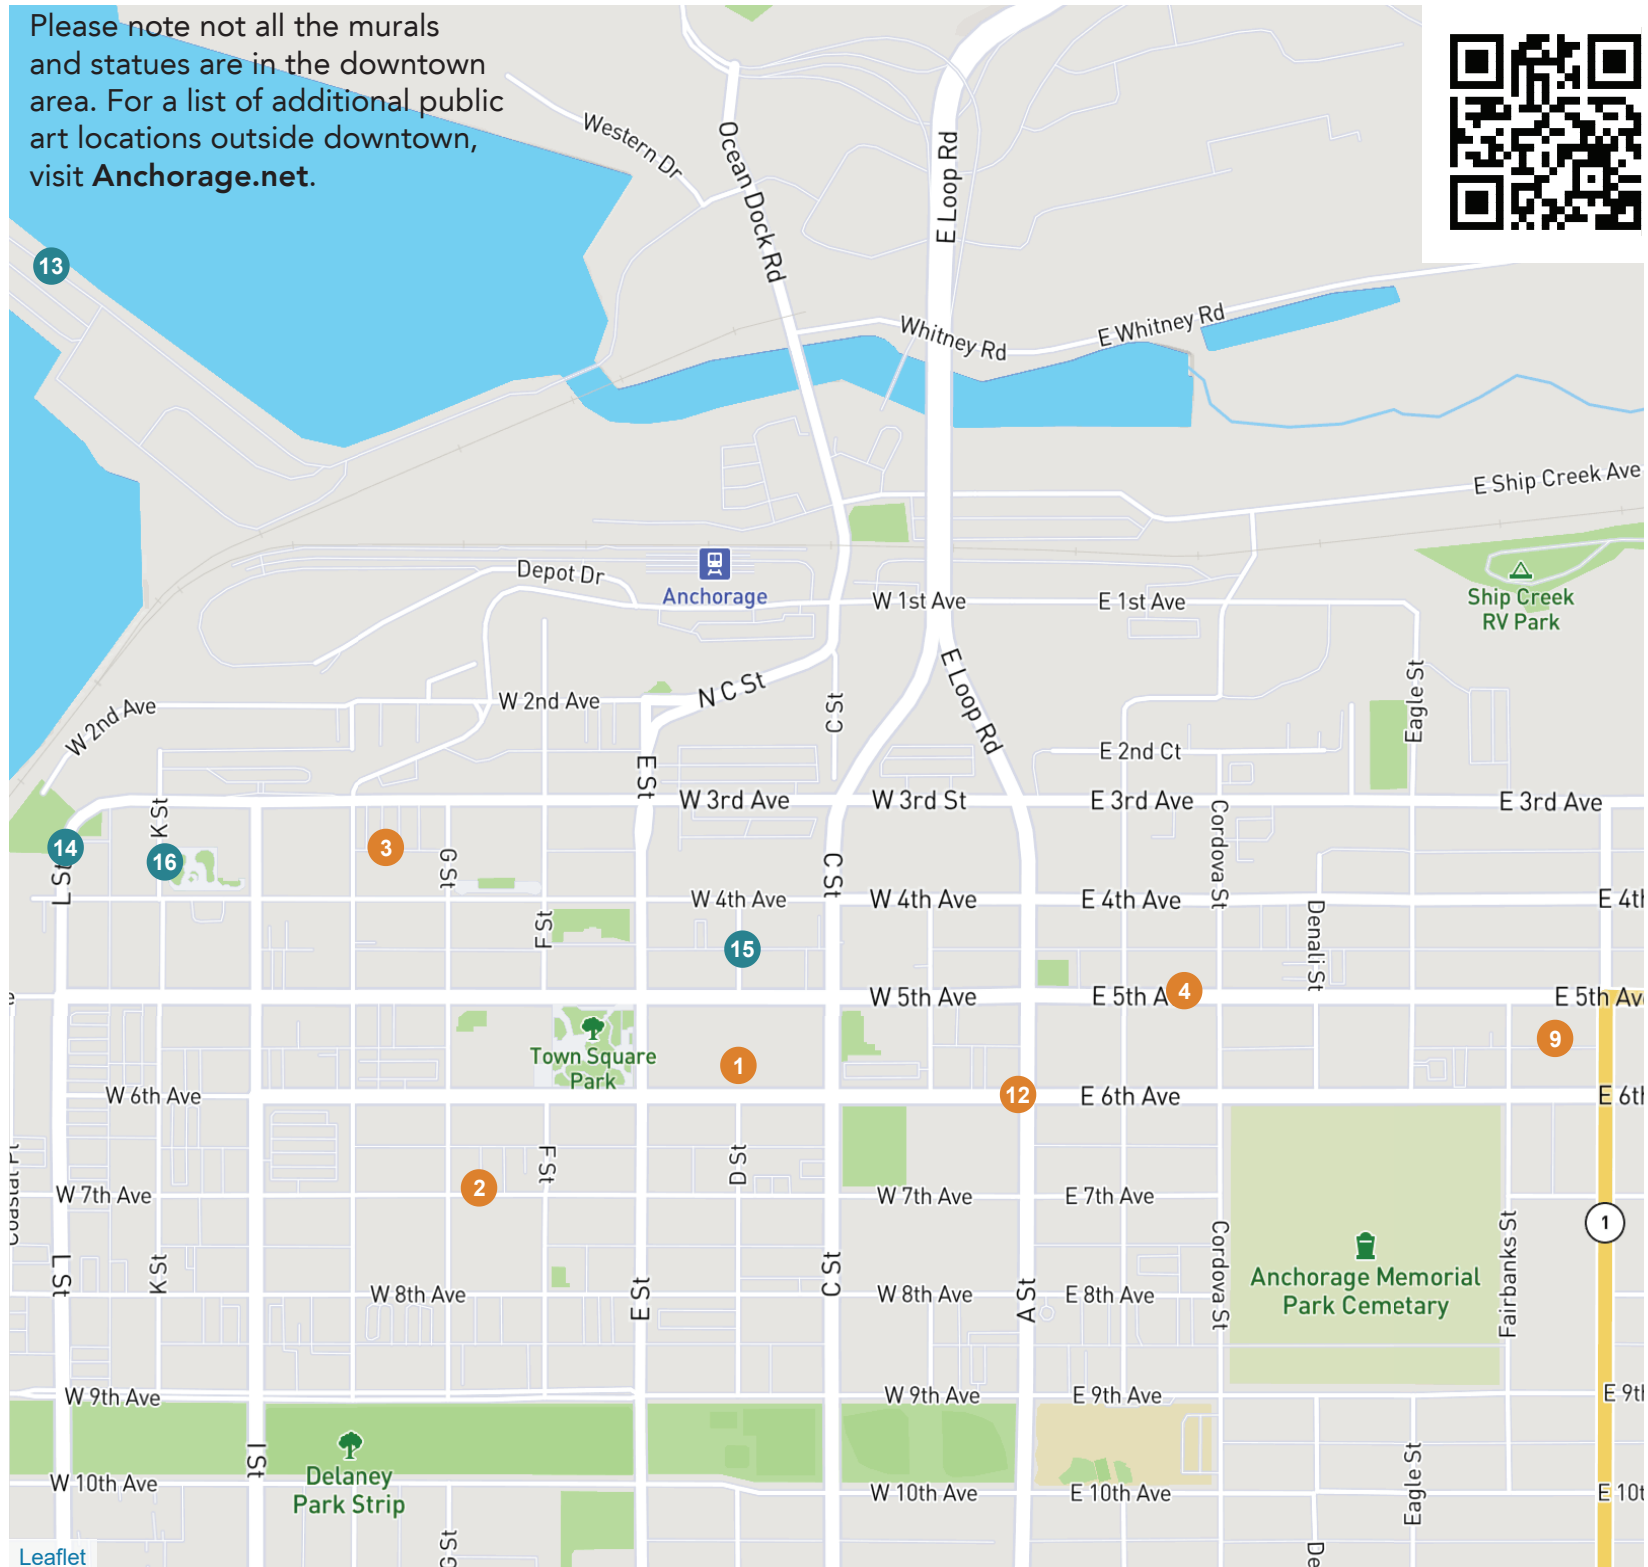 Please note not all the murals
and statues are in the downtown
area. For a list of additional public
art locations outside downtown,
visit Anchorage.net.
Western Dr
Ocean Dock Rd
E Loop Rd
13
Whitney Rd
E Whitney Rd
E Ship Creek Ave
Depot Dr
Anchorage
W 1st Ave
E 1st Ave
Ship Creek
RV Park
W 2nd Ave
W 2nd Ave
N C St
C St
E Loop Rd
Eagle St
E 2nd Ct
E St
W 3rd Ave
W 3rd St
E 3rd Ave
E 3rd Ave
K St
Cordova St
14
16
3
L St
G St
C St
W 4th Ave
W 4th Ave
E 4th Ave
E 4th
F St
Denali St
15
4
W 5th Ave
E 5th A
E 5th Av
Town Square
Park
1
9
12
W 6th Ave
E 6th Ave
E 6th
F St
D St
2
W 7th Ave
W 7th Ave
E 7th Ave
1
L St
K St
E St
C St
A St
Cordova St
Fairbanks St
Anchorage Memorial
Park Cemetary
W 8th Ave
W 8th Ave
E 8th Ave
W 9th Ave
W 9th Ave
E 9th Ave
E 9th
I St
Delaney
Park Strip
W 10th Ave
W 10th Ave
E 10th Ave
E 10t
Eagle St
G St
De
Leaflet